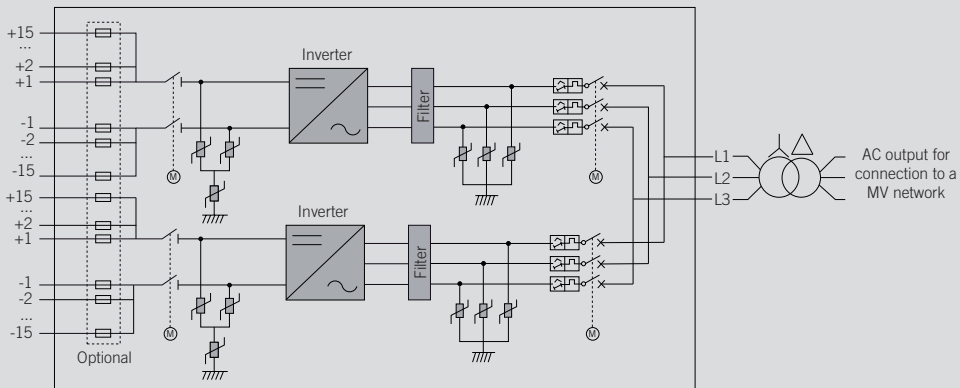 +15
...
+2
+1
-1
-2
...
-15
Inverter
Filter
M
M
+15
...
+2
+1
-1
-2
...
-15
Optional
Inverter
Filter
M
M
L1
L2
L3
AC output for
connection to a
MV network